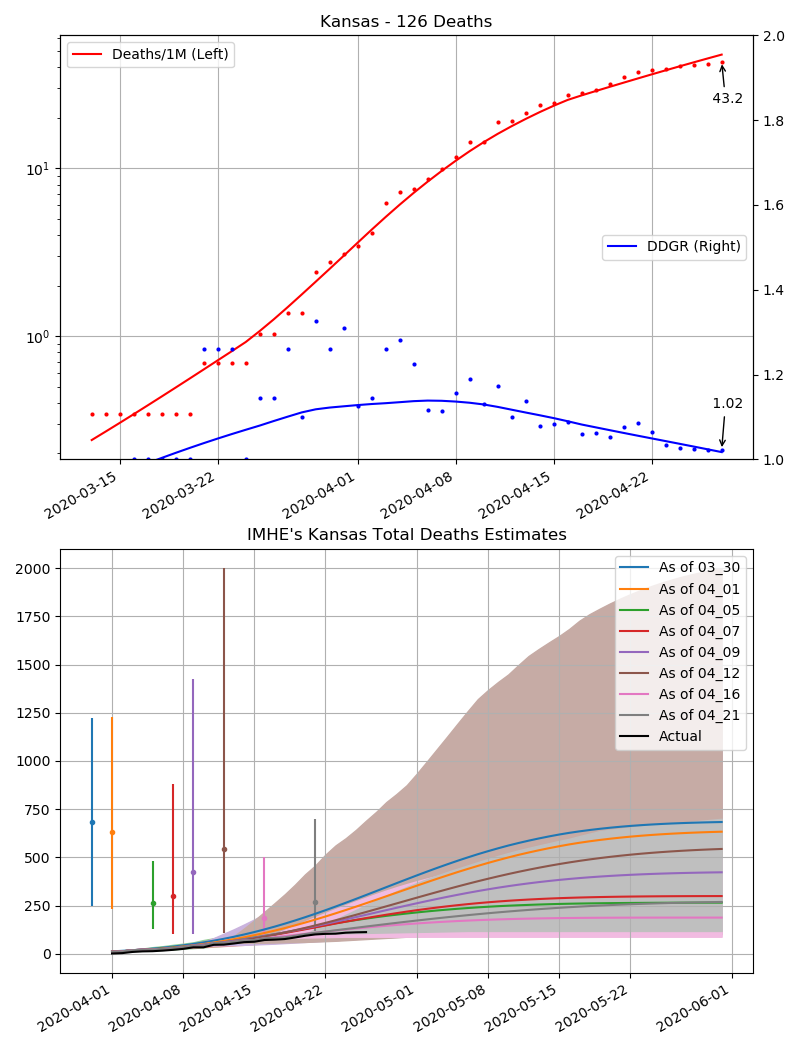 Kansas - 126 Deaths
Deaths/1M (Left)
DDGR (Right)
43.2
1.02
10^1
10^0
2.0
1.8
1.6
1.4
1.2
1.0
2020-03-15
2020-03-22
2020-04-01
2020-04-08
2020-04-15
2020-04-22
IMHE's Kansas Total Deaths Estimates
2000
1750
1500
1250
1000
750
500
250
0
As of 03_30
As of 04_01
As of 04_05
As of 04_07
As of 04_09
As of 04_12
As of 04_16
As of 04_21
Actual
2020-04-01
2020-04-08
2020-04-15
2020-04-22
2020-05-01
2020-05-08
2020-05-15
2020-05-22
2020-06-01